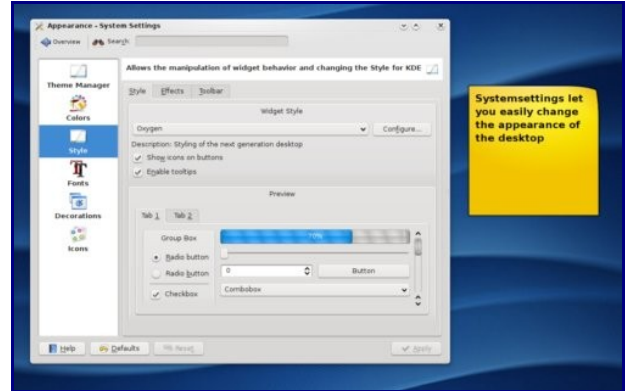 Appearance - System Settings
Overview Search:
Allows the manipulation of widget behavior and changing the Style for KDE
Theme Manager
Colors
Style
Fonts
Decorations
Icons
Style Effects Toolbar
Widget Style
Oxygen Configure...
Description: Styling of the next generation desktop
Show icons on buttons
Enable tooltips
Preview
Tab 1 Tab 2
Group Box 70%
Radio button
Radio button 0 Button
Checkbox Combobox
Help Defaults Reset Apply
Systemsettings let
you easily change
the appearance of
the desktop